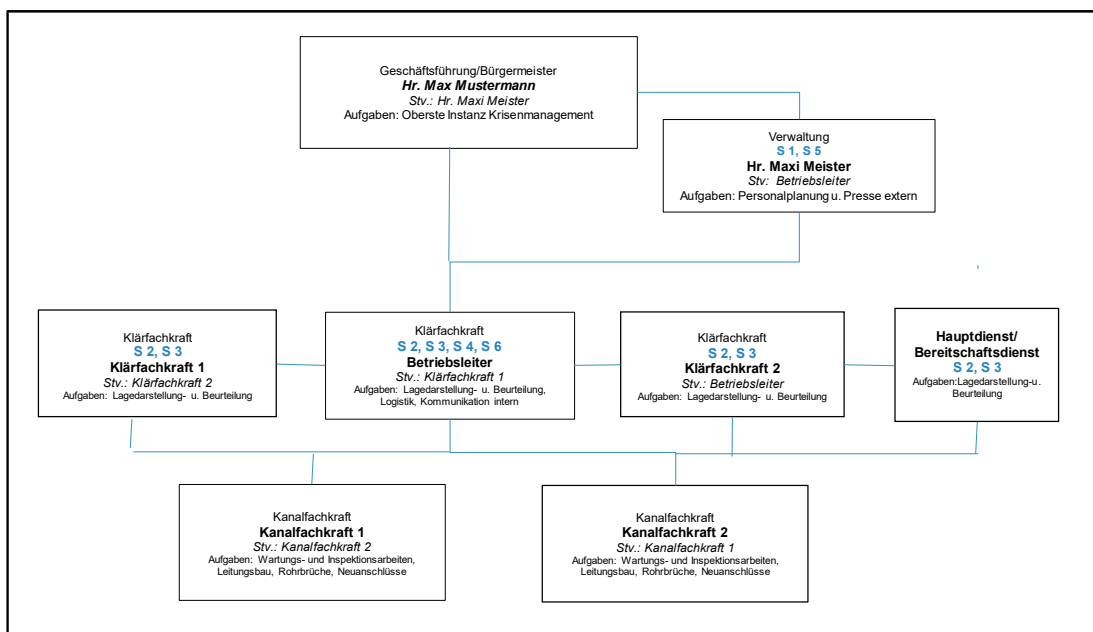 Geschäftsführung/Bürgermeister
Hr. Max Mustermann
Stv.: Hr. Maxi Meister
Aufgaben: Oberste Instanz Krisenmanagement
Verwaltung
S 1, S 5
Hr. Maxi Meister
Stv: Betriebsleiter
Aufgaben: Personalplanung u. Presse extern
Klärfachkraft
S 2, S 3
Klärfachkraft 1
Stv.: Klärfachkraft 2
Aufgaben: Lagedarstellung- u. Beurteilung
Klärfachkraft
S 2, S 3, S 4, S 6
Betriebsleiter
Stv.: Klärfachkraft 1
Aufgaben: Lagedarstellung- u. Beurteilung,
Logistik, Kommunikation intern
Klärfachkraft
S 2, S 3
Klärfachkraft 2
Stv.: Betriebsleiter
Aufgaben: Lagedarstellung- u. Beurteilung
Hauptdienst/
Bereitschaftsdienst
S 2, S 3
Aufgaben:Lagedarstellung-u.
Beurteilung
Kanalfachkraft
Kanalfachkraft 1
Stv.: Kanalfachkraft 2
Aufgaben: Wartungs- und Inspektionsarbeiten,
Leitungsbau, Rohrbrüche, Neuanschlüsse
Kanalfachkraft
Kanalfachkraft 2
Stv.: Kanalfachkraft 1
Aufgaben: Wartungs- und Inspektionsarbeiten,
Leitungsbau, Rohrbrüche, Neuanschlüsse